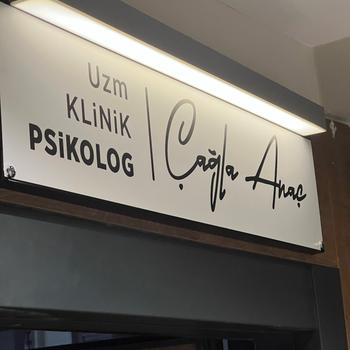 Uzm
KLiNiK
PSiKOLOG
Çağla Anaç